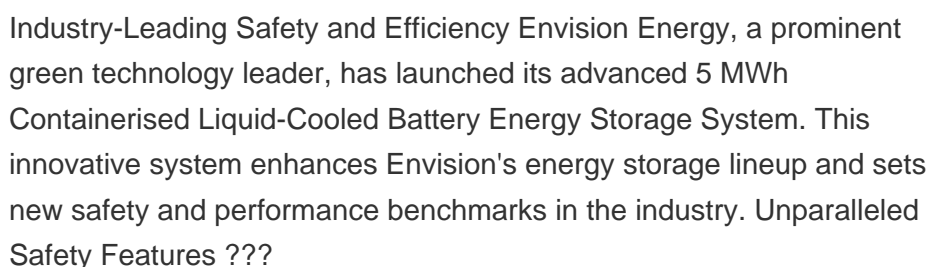 Industry-Leading Safety and Efficiency Envision Energy, a prominent
green technology leader, has launched its advanced 5 MWh
Containerised Liquid-Cooled Battery Energy Storage System. This
innovative system enhances Envision's energy storage lineup and sets
new safety and performance benchmarks in the industry. Unparalleled
Safety Features ???